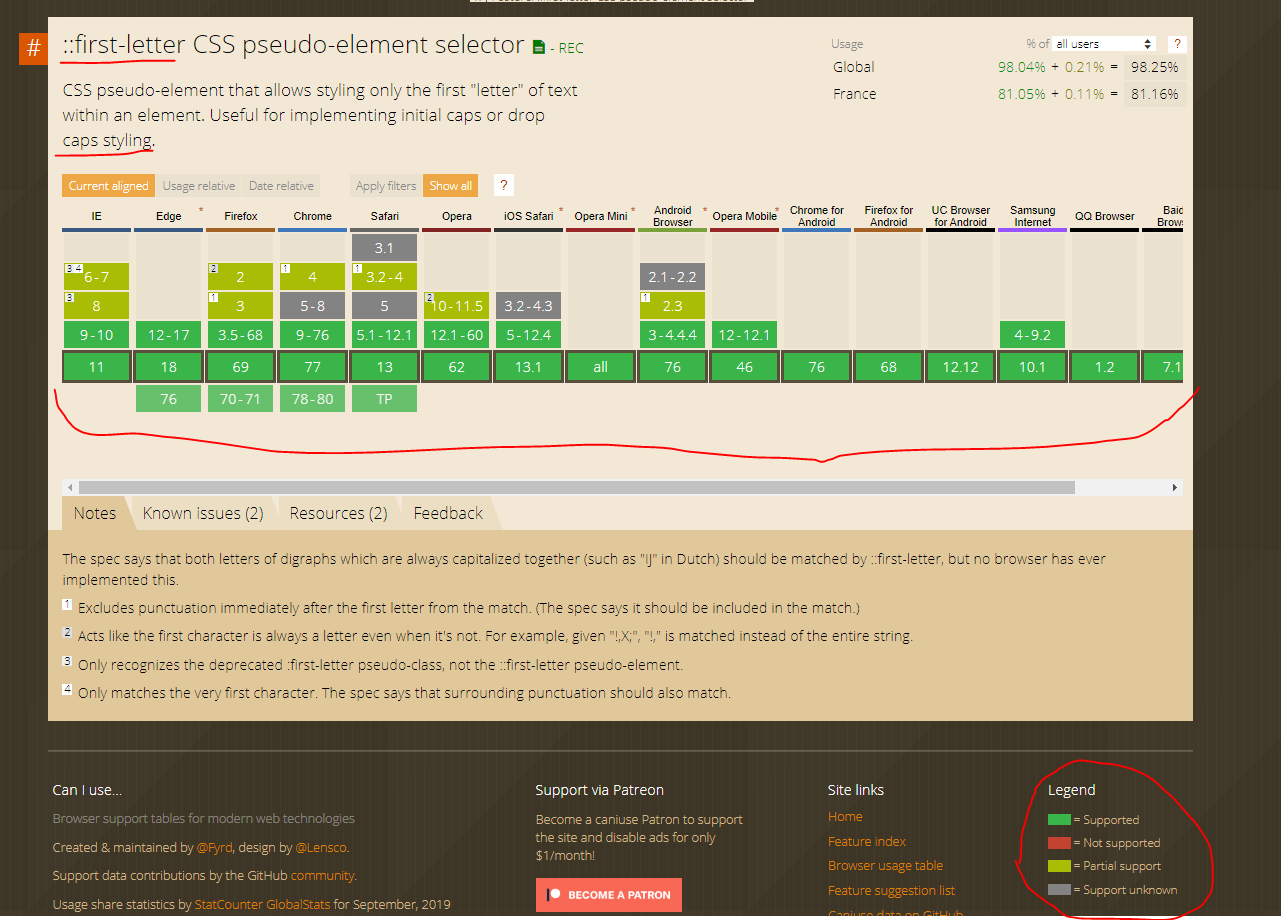 # ::first-letter CSS pseudo-element selector - REC
CSS pseudo-element that allows styling only the first "letter" of text
within an element. Useful for implementing initial caps or drop
caps styling.
Usage % of all users ?
Global 98.04% + 0.21% = 98.25%
France 81.05% + 0.11% = 81.16%
Current aligned Usage relative Date relative Apply filters Show all ?
IE Edge * Firefox Chrome Safari Opera iOS Safari * Opera Mini * Android Browser * Opera Mobile * Chrome for Android Firefox for Android UC Browser for Android Samsung Internet QQ Browser Baid Brows
3.1
3 4 6-7 2 2 1 4 1 3.2-4 2.1-2.2
3 8 1 3 5-8 5 2 10-11.5 3.2-4.3 1 2.3
9-10 12-17 3.5-68 9-76 5.1-12.1 12.1-60 5-12.4 3-4.4.4 12-12.1 4-9.2
11 18 69 77 13 62 13.1 all 76 46 76 68 12.12 10.1 1.2 7.1
76 70-71 78-80 TP
Notes Known issues (2) Resources (2) Feedback
The spec says that both letters of digraphs which are always capitalized together (such as "IJ" in Dutch) should be matched by ::first-letter, but no browser has ever
implemented this.
1 Excludes punctuation immediately after the first letter from the match. (The spec says it should be included in the match.)
2 Acts like the first character is always a letter even when it's not. For example, given "!,X;", "!," is matched instead of the entire string.
3 Only recognizes the deprecated :first-letter pseudo-class, not the ::first-letter pseudo-element.
4 Only matches the very first character. The spec says that surrounding punctuation should also match.
Can I use...
Browser support tables for modern web technologies
Created & maintained by @Fyrd, design by @Lensco.
Support data contributions by the GitHub community.
Usage share statistics by StatCounter GlobalStats for September, 2019
Support via Patreon
Become a caniuse Patron to support
the site and disable ads for only
$1/month!
BECOME A PATRON
Site links
Home
Feature index
Browser usage table
Feature suggestion list
Caniuse data on GitHub
Legend
= Supported
= Not supported
= Partial support
= Support unknown